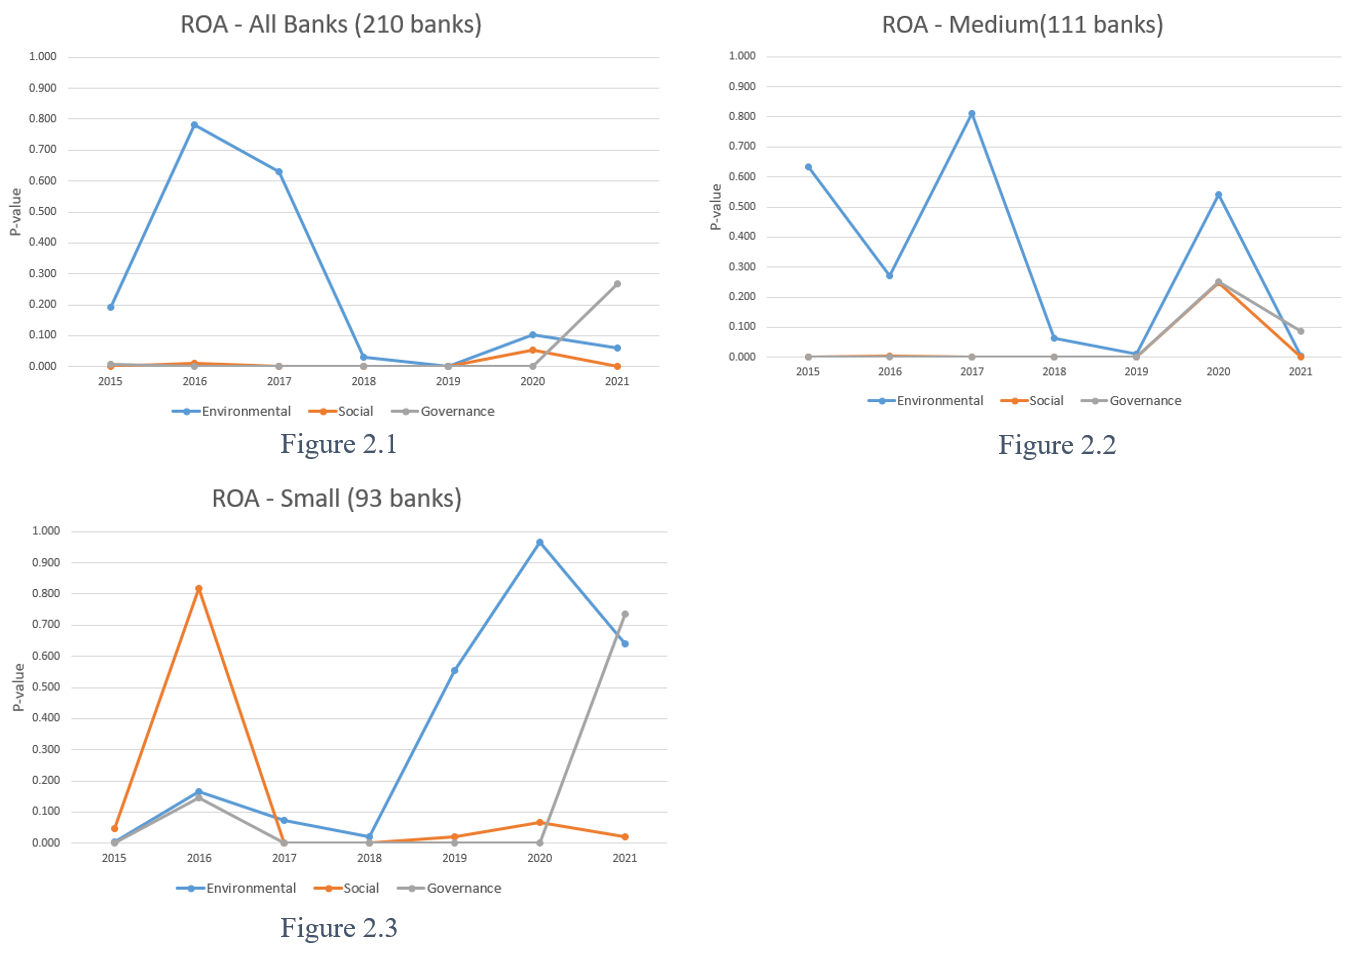 ROA - All Banks (210 banks)
1.000
0.900
0.800
0.700
0.600
0.500
0.400
0.300
0.200
0.100
0.000
P-value
2015 2016 2017 2018 2019 2020 2021
Environmental Social Governance
Figure 2.1
ROA - Medium(111 banks)
1.000
0.900
0.800
0.700
0.600
0.500
0.400
0.300
0.200
0.100
0.000
P-value
2015 2016 2017 2018 2019 2020 2021
Environmental Social Governance
Figure 2.2
ROA - Small (93 banks)
1.000
0.900
0.800
0.700
0.600
0.500
0.400
0.300
0.200
0.100
0.000
P-value
2015 2016 2017 2018 2019 2020 2021
Environmental Social Governance
Figure 2.3